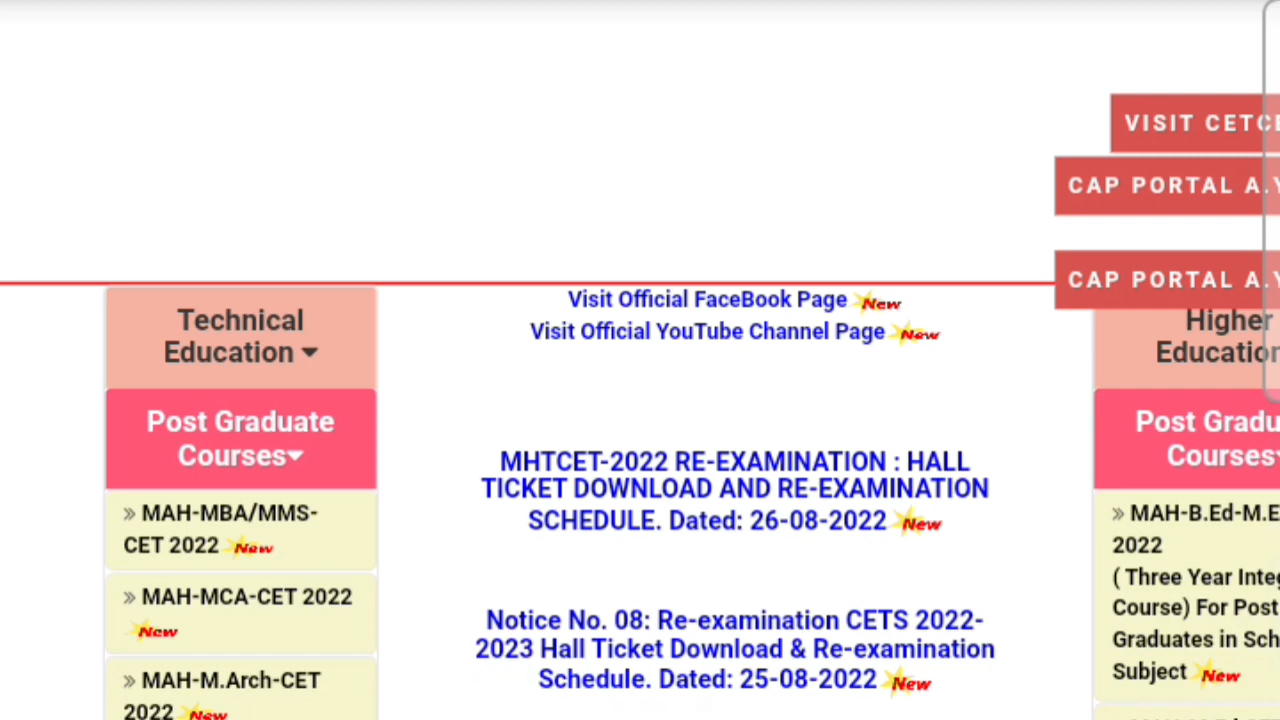 VISIT CETCE
CAP PORTAL A.Y
CAP PORTAL A.Y
Technical
Education
Post Graduate
Courses
» MAH-MBA/MMS-
CET 2022 New
» MAH-MCA-CET 2022
New
» MAH-M.Arch-CET
2022 New
Visit Official FaceBook Page New
Visit Official YouTube Channel Page New
MHTCET-2022 RE-EXAMINATION : HALL
TICKET DOWNLOAD AND RE-EXAMINATION
SCHEDULE. Dated: 26-08-2022 New
Notice No. 08: Re-examination CETS 2022-
2023 Hall Ticket Download & Re-examination
Schedule. Dated: 25-08-2022 New
Higher
Education
Post Gradu
Courses
» MAH-B.Ed-M.E
2022
( Three Year Integ
Course) For Post
Graduates in Sch
Subject New